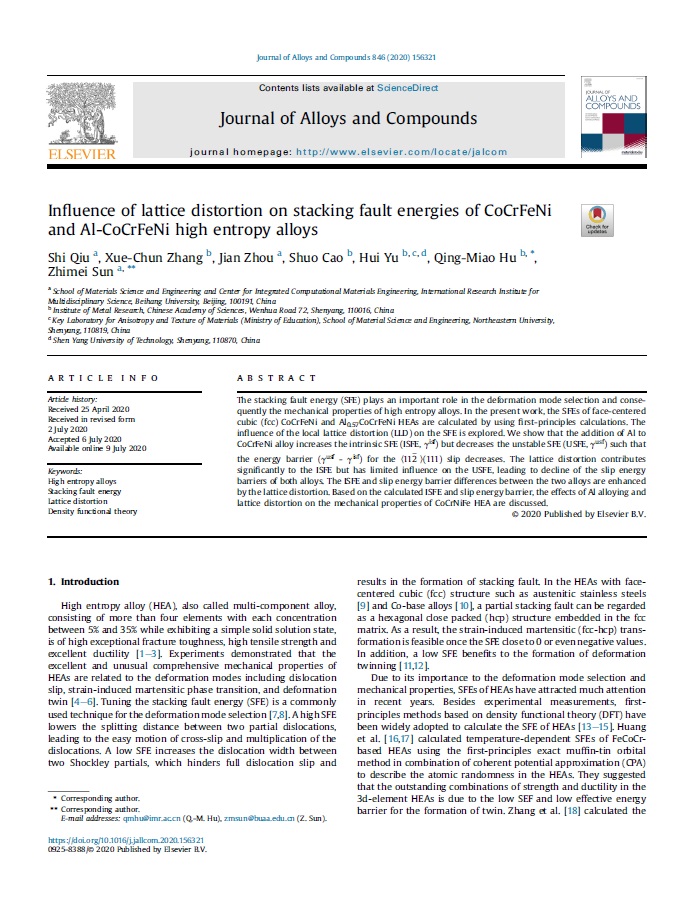 Journal of Alloys and Compounds 846 (2020) 156321
Contents lists available at ScienceDirect
Journal of Alloys and Compounds
journal homepage: http://www.elsevier.com/locate/jalcom
ELSEVIER
JOURNAL OF
ALLOYS AND
COMPOUNDS
Influence of lattice distortion on stacking fault energies of CoCrFeNi
and Al-CoCrFeNi high entropy alloys
Check for
updates
Shi Qiu a, Xue-Chun Zhang b, Jian Zhou a, Shuo Cao b, Hui Yu b, c, d, Qing-Miao Hu b, *,
Zhimei Sun a, **
a School of Materials Science and Engineering and Center for Integrated Computational Materials Engineering, International Research Institute for
Multidisciplinary Science, Beihang University, Beijing, 100191, China
b Institute of Metal Research, Chinese Academy of Sciences, Wenhua Road 72, Shenyang, 110016, China
c Key Laboratory for Anisotropy and Texture of Materials (Ministry of Education), School of Material Science and Engineering, Northeastern University,
Shenyang, 110819, China
d Shen Yang University of Technology, Shenyang, 110870, China
ARTICLE INFO
Article history:
Received 25 April 2020
Received in revised form
2 July 2020
Accepted 6 July 2020
Available online 9 July 2020
Keywords:
High entropy alloys
Stacking fault energy
Lattice distortion
Density functional theory
ABSTRACT
The stacking fault energy (SFE) plays an important role in the deformation mode selection and conse-
quently the mechanical properties of high entropy alloys. In the present work, the SFEs of face-centered
cubic (fcc) CoCrFeNi and Al0.57CoCrFeNi HEAs are calculated by using first-principles calculations. The
influence of the local lattice distortion (LLD) on the SFE is explored. We show that the addition of Al to
CoCrFeNi alloy increases the intrinsic SFE (ISFE, γisf) but decreases the unstable SFE (USFE, γusf) such that
the energy barrier (γusf - γisf) for the ⟨112̅⟩{111} slip decreases. The lattice distortion contributes
significantly to the ISFE but has limited influence on the USFE, leading to decline of the slip energy
barriers of both alloys. The ISFE and slip energy barrier differences between the two alloys are enhanced
by the lattice distortion. Based on the calculated ISFE and slip energy barrier, the effects of Al alloying and
lattice distortion on the mechanical properties of CoCrNiFe HEA are discussed.
© 2020 Published by Elsevier B.V.
1. Introduction
High entropy alloy (HEA), also called multi-component alloy,
consisting of more than four elements with each concentration
between 5% and 35% while exhibiting a simple solid solution state,
is of high exceptional fracture toughness, high tensile strength and
excellent ductility [1–3]. Experiments demonstrated that the
excellent and unusual comprehensive mechanical properties of
HEAs are related to the deformation modes including dislocation
slip, strain-induced martensitic phase transition, and deformation
twin [4–6]. Tuning the stacking fault energy (SFE) is a commonly
used technique for the deformation mode selection [7,8]. A high SFE
lowers the splitting distance between two partial dislocations,
leading to the easy motion of cross-slip and multiplication of the
dislocations. A low SFE increases the dislocation width between
two Shockley partials, which hinders full dislocation slip and
results in the formation of stacking fault. In the HEAs with face-
centered cubic (fcc) structure such as austenitic stainless steels
[9] and Co-base alloys [10], a partial stacking fault can be regarded
as a hexagonal close packed (hcp) structure embedded in the fcc
matrix. As a result, the strain-induced martensitic (fcc-hcp) trans-
formation is feasible once the SFE close to 0 or even negative values.
In addition, a low SFE benefits to the formation of deformation
twinning [11,12].
Due to its importance to the deformation mode selection and
mechanical properties, SFEs of HEAs have attracted much attention
in recent years. Besides experimental measurements, first-
principles methods based on density functional theory (DFT) have
been widely adopted to calculate the SFE of HEAs [13–15]. Huang
et al. [16,17] calculated temperature-dependent SFEs of FeCoCr-
based HEAs using the first-principles exact muffin-tin orbital
method in combination of coherent potential approximation (CPA)
to describe the atomic randomness in the HEAs. They suggested
that the outstanding combinations of strength and ductility in the
3d-element HEAs is due to the low SEF and low effective energy
barrier for the formation of twin. Zhang et al. [18] calculated the
* Corresponding author.
** Corresponding author.
E-mail addresses: qmhu@imr.ac.cn (Q.-M. Hu), zmsun@buaa.edu.cn (Z. Sun).
https://doi.org/10.1016/j.jallcom.2020.156321
0925-8388/© 2020 Published by Elsevier B.V.